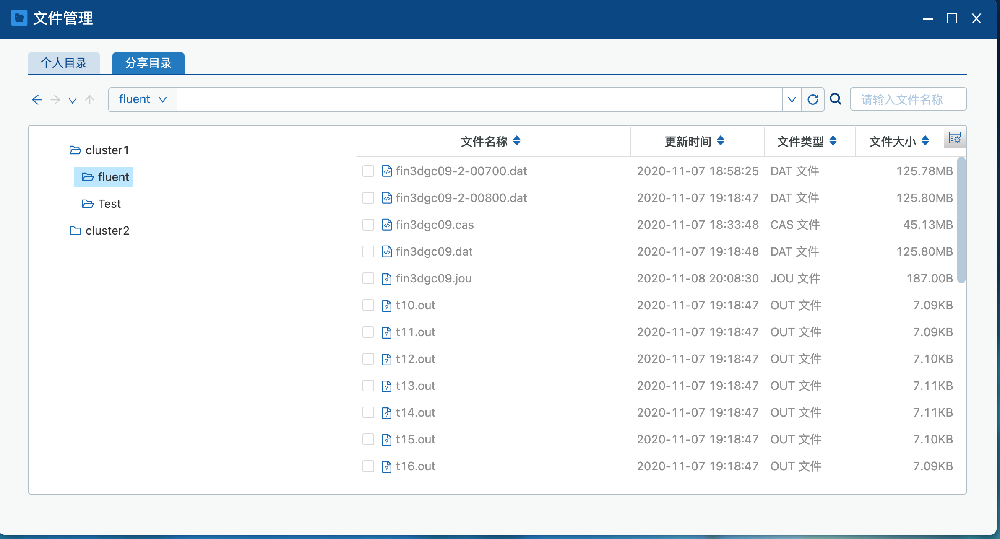 文件管理
个人目录 分享目录
fluent 请输入文件名称
cluster1
fluent
Test
cluster2
文件名称 更新时间 文件类型 文件大小
fin3dgc09-2-00700.dat 2020-11-07 18:58:25 DAT 文件 125.78MB
fin3dgc09-2-00800.dat 2020-11-07 19:18:47 DAT 文件 125.80MB
fin3dgc09.cas 2020-11-07 18:33:48 CAS 文件 45.13MB
fin3dgc09.dat 2020-11-07 19:18:48 DAT 文件 125.80MB
fin3dgc09.jou 2020-11-08 20:08:30 JOU 文件 187.00B
t10.out 2020-11-07 19:18:47 OUT 文件 7.09KB
t11.out 2020-11-07 19:18:47 OUT 文件 7.09KB
t12.out 2020-11-07 19:18:47 OUT 文件 7.10KB
t13.out 2020-11-07 19:18:47 OUT 文件 7.11KB
t14.out 2020-11-07 19:18:47 OUT 文件 7.11KB
t15.out 2020-11-07 19:18:47 OUT 文件 7.10KB
t16.out 2020-11-07 19:18:47 OUT 文件 7.09KB